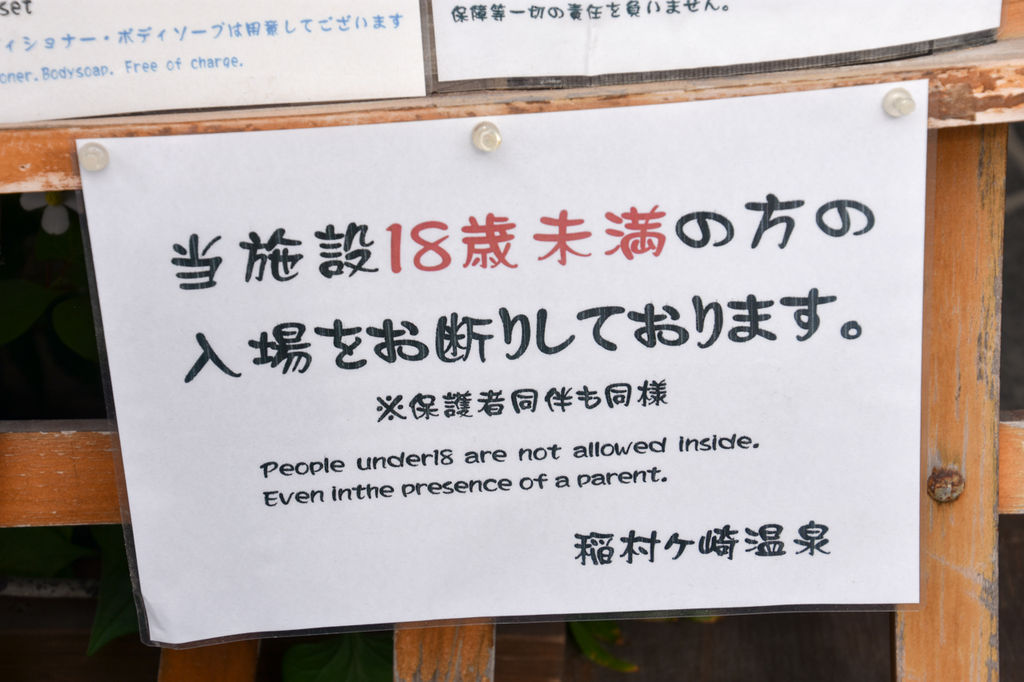 set
ィショナー・ボディソープは用意してございます
oner.Bodysoap. Free of charge.
保障等一切の責任を負いません。
当施設18歳未満の方の
入場をお断りしております。
※保護者同伴も同様
People under18 are not allowed inside.
Even inthe presence of a parent.
稲村ヶ崎温泉